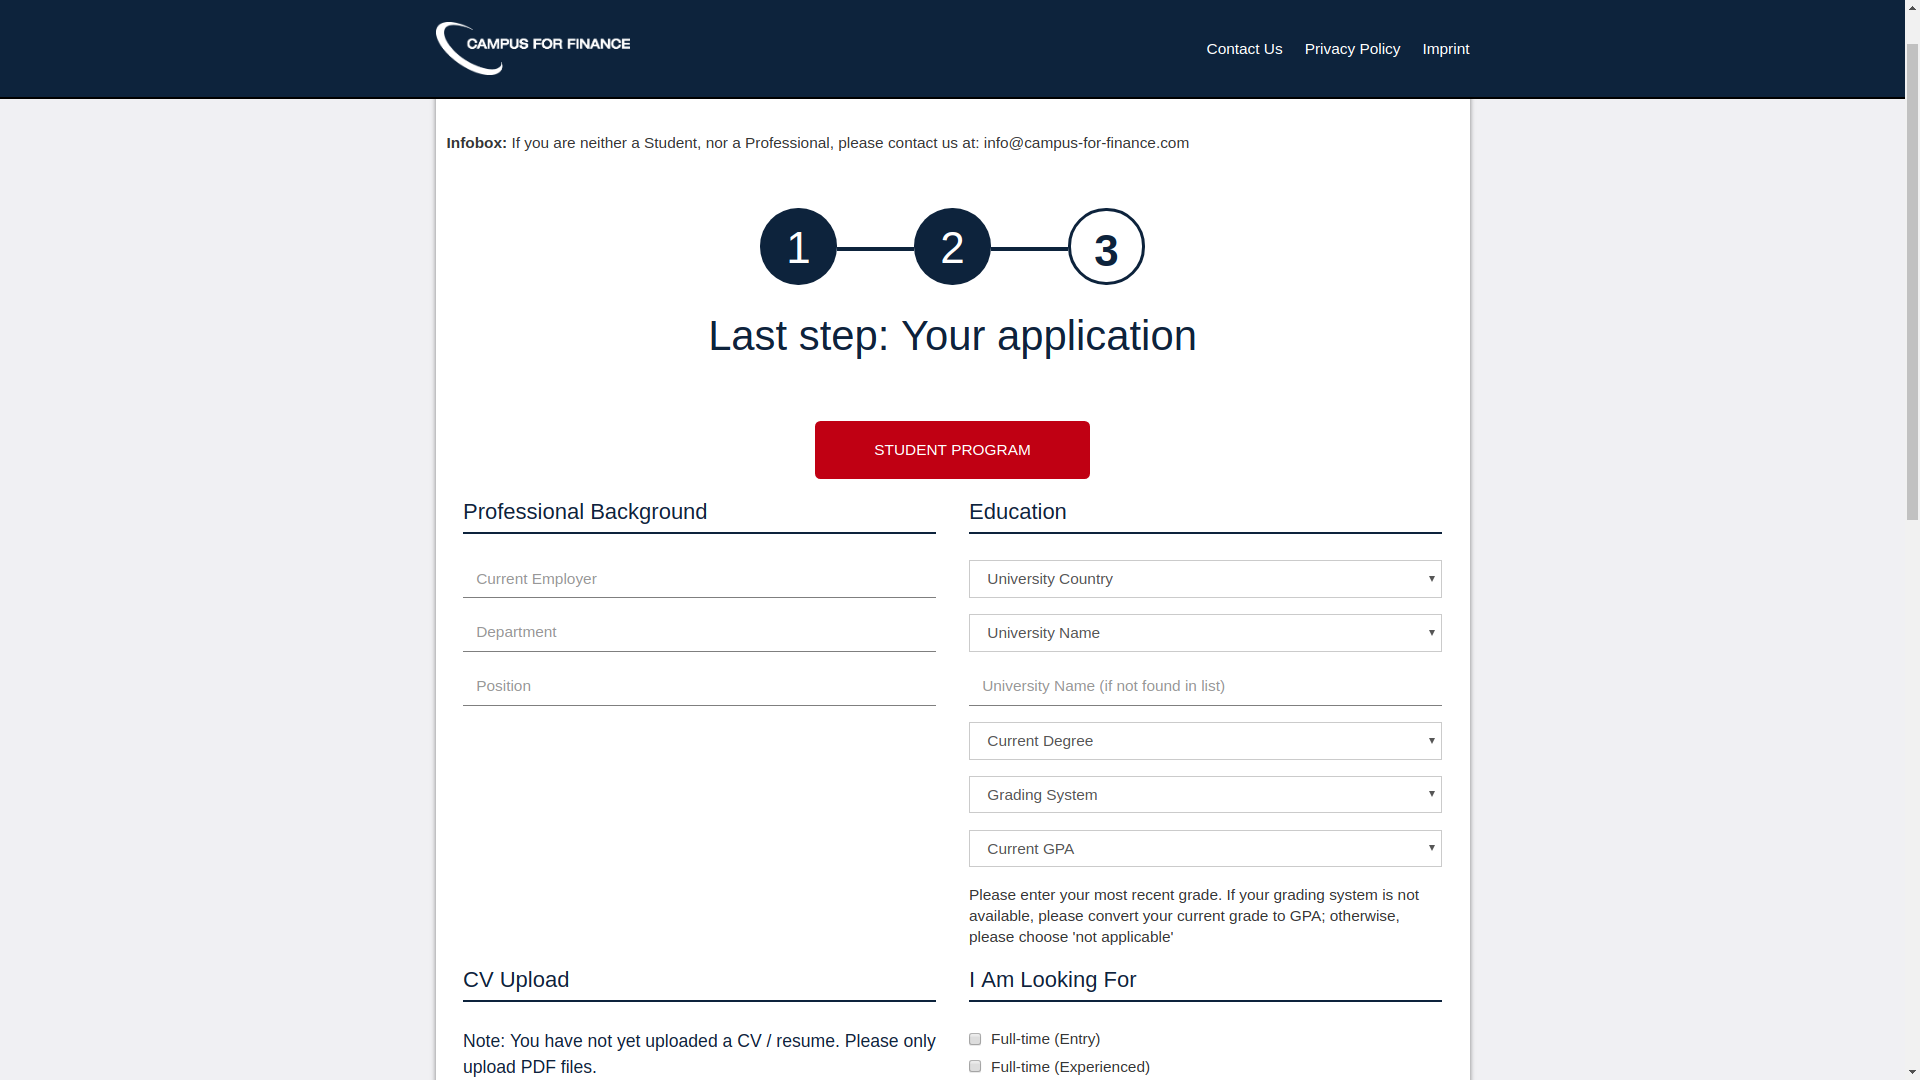 CAMPUS FOR FINANCE
Contact Us Privacy Policy Imprint
Infobox: If you are neither a Student, nor a Professional, please contact us at: info@campus-for-finance.com
1 2 3
Last step: Your application
STUDENT PROGRAM
Professional Background
Current Employer
Department
Position
Education
University Country
University Name
University Name (if not found in list)
Current Degree
Grading System
Current GPA
Please enter your most recent grade. If your grading system is not
available, please convert your current grade to GPA; otherwise,
please choose 'not applicable'
CV Upload
Note: You have not yet uploaded a CV / resume. Please only
upload PDF files.
I Am Looking For
Full-time (Entry)
Full-time (Experienced)